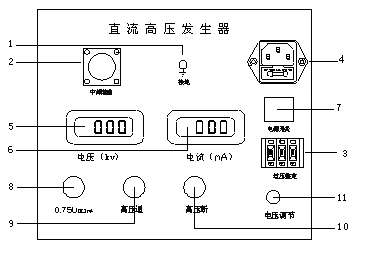 直流高压发生器
1
2
接地
4
中频输出
7
电源开关
5
000
000
6
电压 (kv)
电流 (mA)
3
过压整定
8
11
0.75U
高压通
高压断
电压调节
9
10